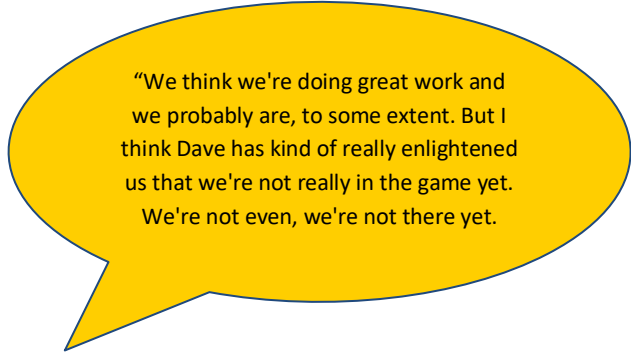 “We think we're doing great work and
we probably are, to some extent. But I
think Dave has kind of really enlightened
us that we're not really in the game yet.
We're not even, we're not there yet.